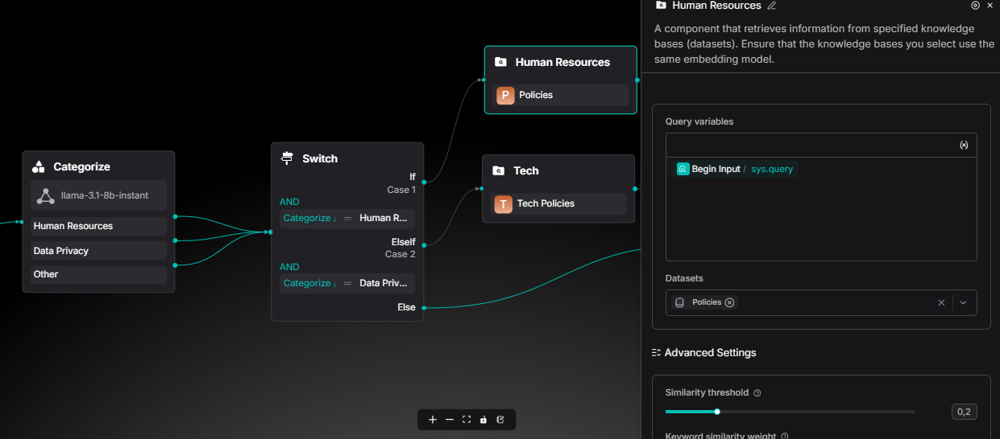 Categorize
llama-3.1-8b-instant
Human Resources
Data Privacy
Other
Switch
If
Case 1
AND
Categorize /
=
Human R...
ElseIf
Case 2
AND
Categorize /
=
Data Priv...
Else
Human Resources
P
Policies
Tech
T
Tech Policies
Human Resources
A component that retrieves information from specified knowledge
bases (datasets). Ensure that the knowledge bases you select use the
same embedding model.
Query variables
(x)
Begin Input / sys.query
Datasets
Policies
Advanced Settings
Similarity threshold
0,2
Keyword similarity weight